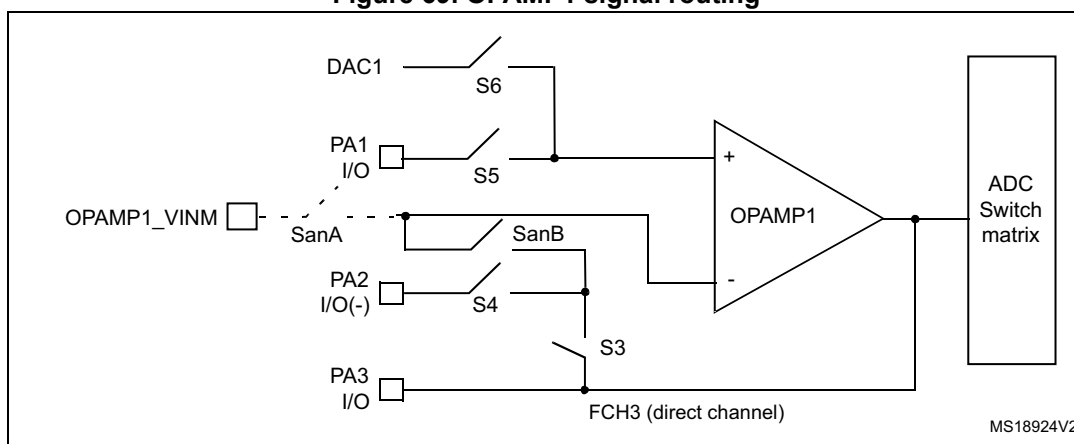 Figure OPAMP1 signal routing
DAC1
S6
PA1
I/O
S5
OPAMP1_VINM
SanA
SanB
PA2
I/O(-)
S4
S3
PA3
I/O
FCH3 (direct channel)
+
OPAMP1
-
ADC
Switch
matrix
MS18924V2